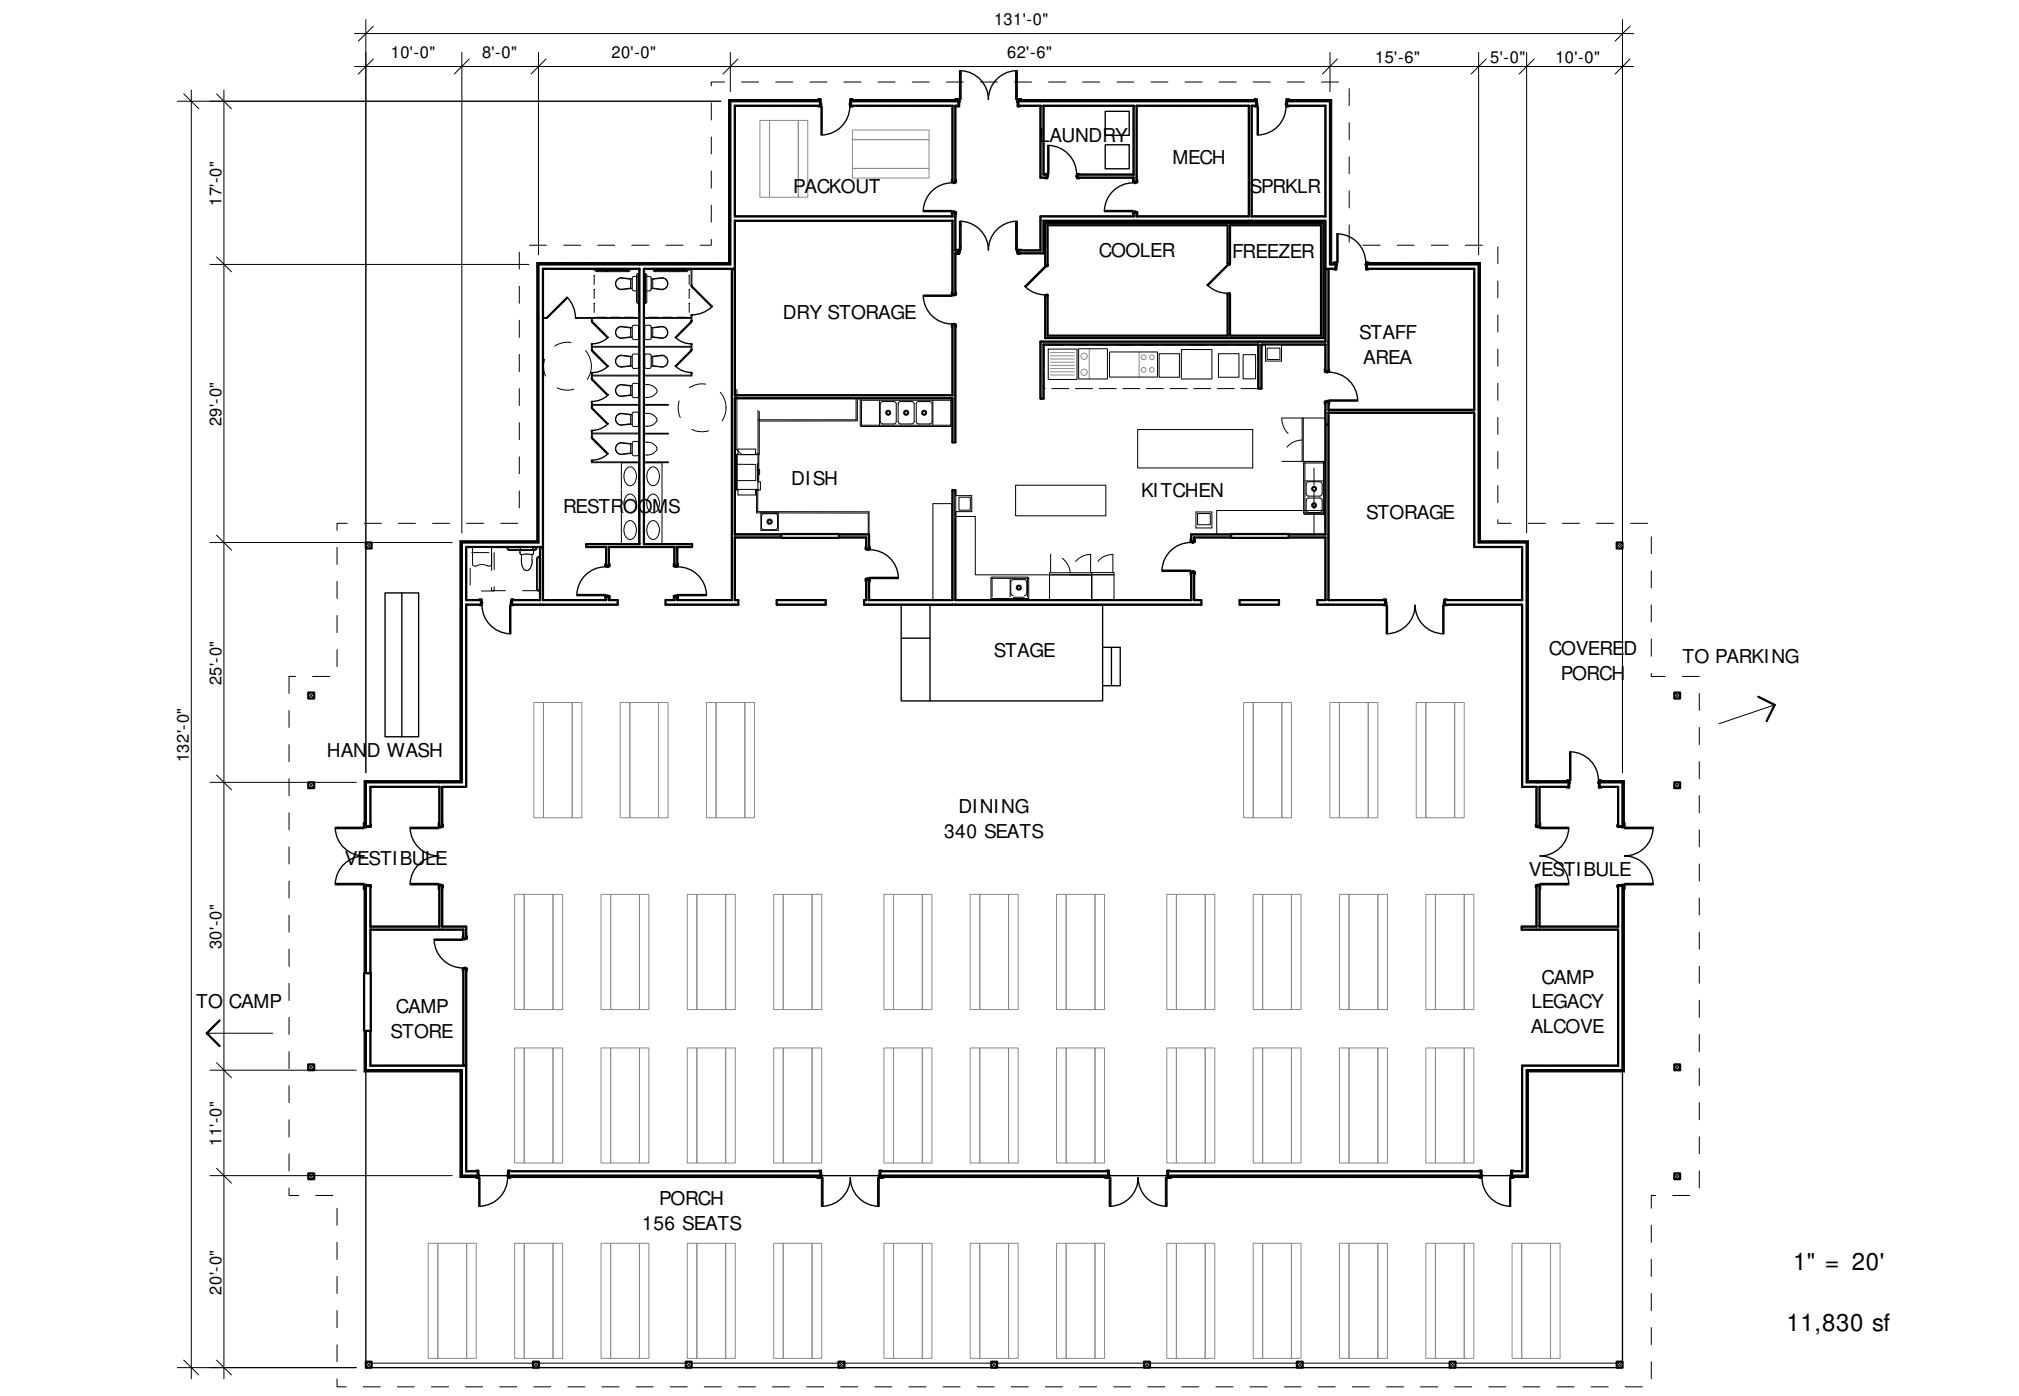 131'-0"
10'-0" 8'-0" 20'-0" 62'-6" 15'-6" 5'-0" 10'-0"
17'-0"
29'-0"
25'-0"
132'-0"
30'-0"
11'-0"
20'-0"
LAUNDRY
MECH
PACKOUT
SPRKLR
COOLER
FREEZER
DRY STORAGE
STAFF
AREA
DISH
KITCHEN
RESTROOMS
STORAGE
STAGE
COVERED
PORCH
TO PARKING
HAND WASH
DINING
340 SEATS
VESTIBULE
VESTIBULE
TO CAMP
CAMP
STORE
CAMP
LEGACY
ALCOVE
PORCH
156 SEATS
1" = 20'
11,830 sf